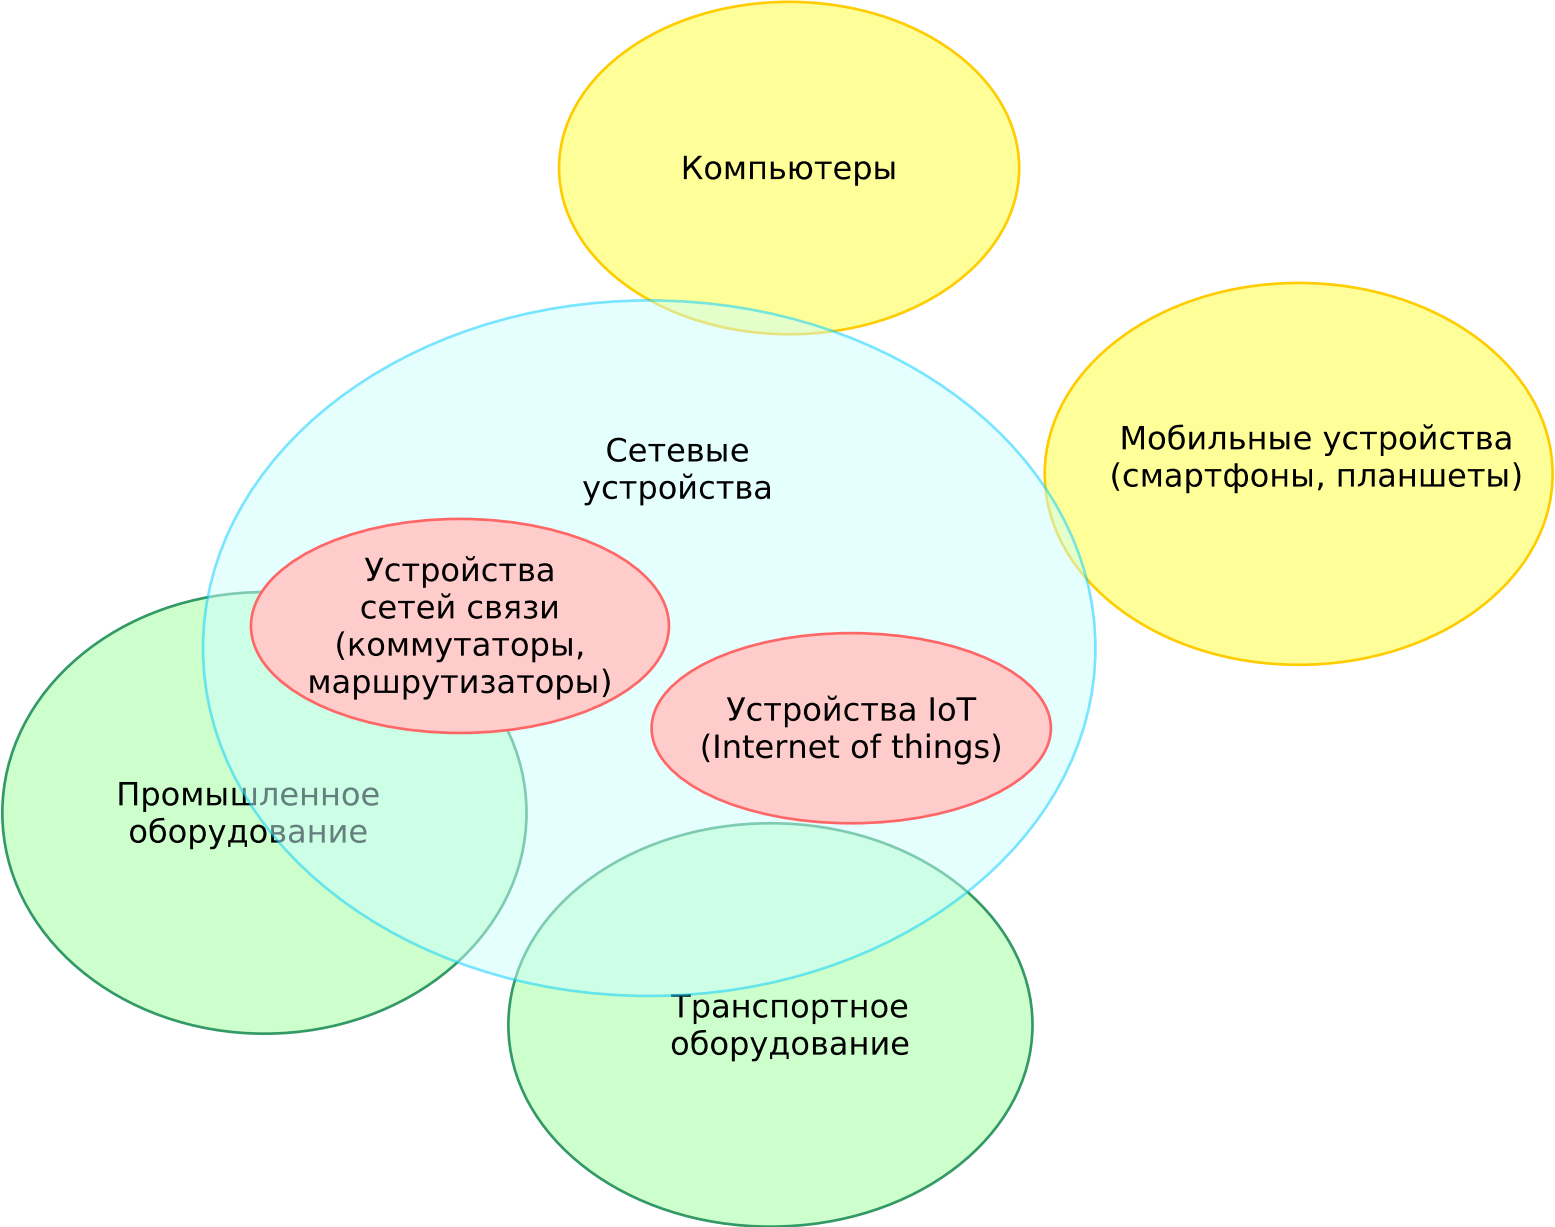 Компьютеры
Мобильные устройства
(смартфоны, планшеты)
Сетевые
устройства
Устройства
сетей связи
(коммутаторы,
маршрутизаторы)
Устройства IoT
(Internet of things)
Промышленное
оборудование
Транспортное
оборудование